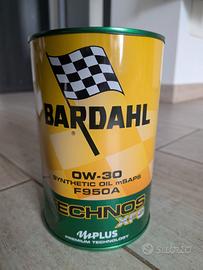 BARDAHL
0W-30
SYNTHETIC OIL mSAPS
F950A
TECHNOS
XFS
M PLUS
PREMIUM TECHNOLOGY
Subito